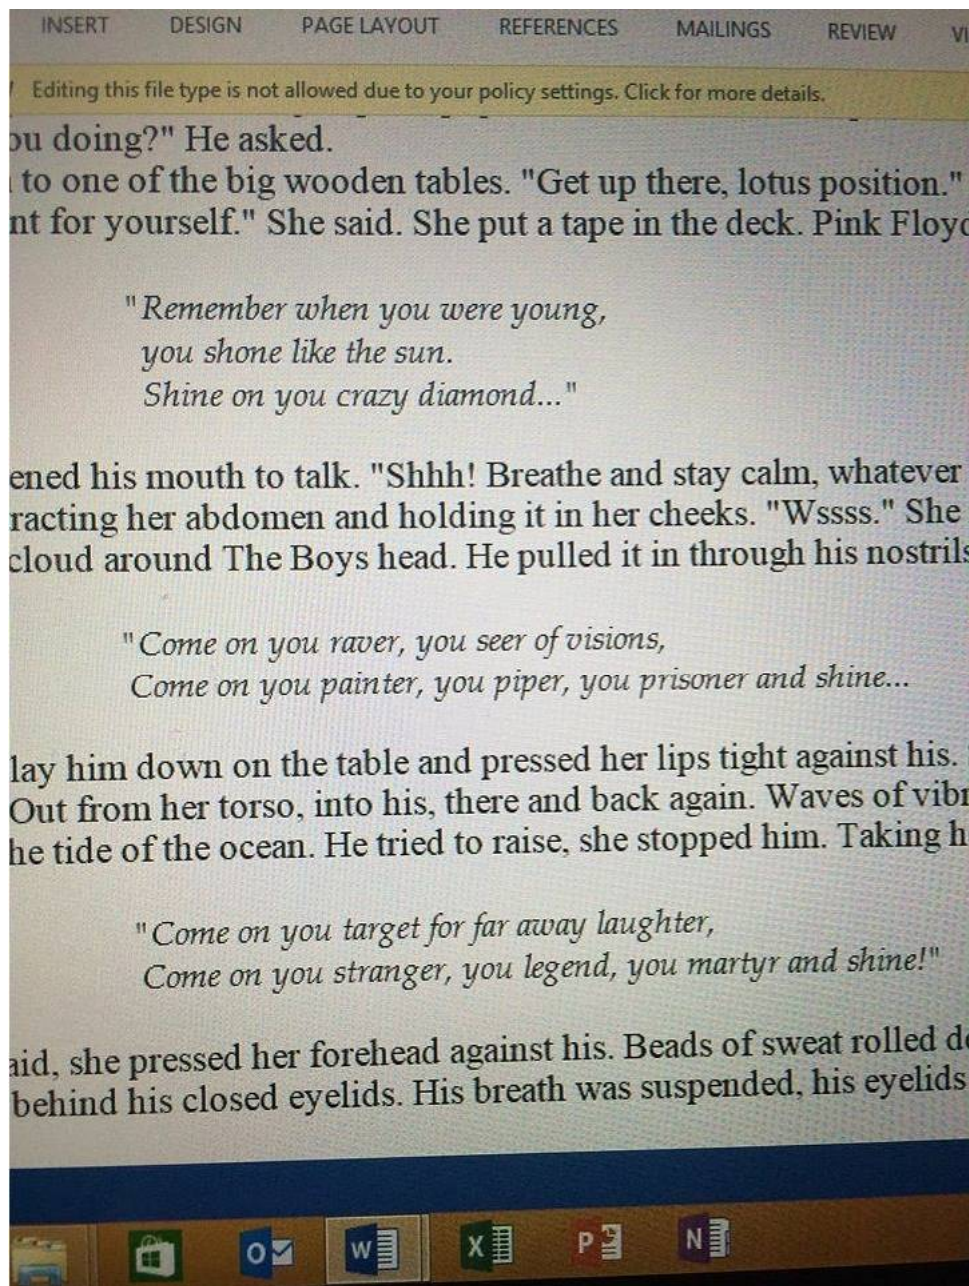 INSERT DESIGN PAGE LAYOUT REFERENCES MAILINGS REVIEW VI
Editing this file type is not allowed due to your policy settings. Click for more details.
ou doing?" He asked.
to one of the big wooden tables. "Get up there, lotus position."
nt for yourself." She said. She put a tape in the deck. Pink Floyd
"Remember when you were young,
you shone like the sun.
Shine on you crazy diamond..."
ened his mouth to talk. "Shhh! Breathe and stay calm, whatever
racting her abdomen and holding it in her cheeks. "Wssss." She
cloud around The Boys head. He pulled it in through his nostrils
"Come on you raver, you seer of visions,
Come on you painter, you piper, you prisoner and shine...
lay him down on the table and pressed her lips tight against his.
Out from her torso, into his, there and back again. Waves of vibr
he tide of the ocean. He tried to raise, she stopped him. Taking h
"Come on you target for far away laughter,
Come on you stranger, you legend, you martyr and shine!"
aid, she pressed her forehead against his. Beads of sweat rolled d
behind his closed eyelids. His breath was suspended, his eyelids
O W X P N